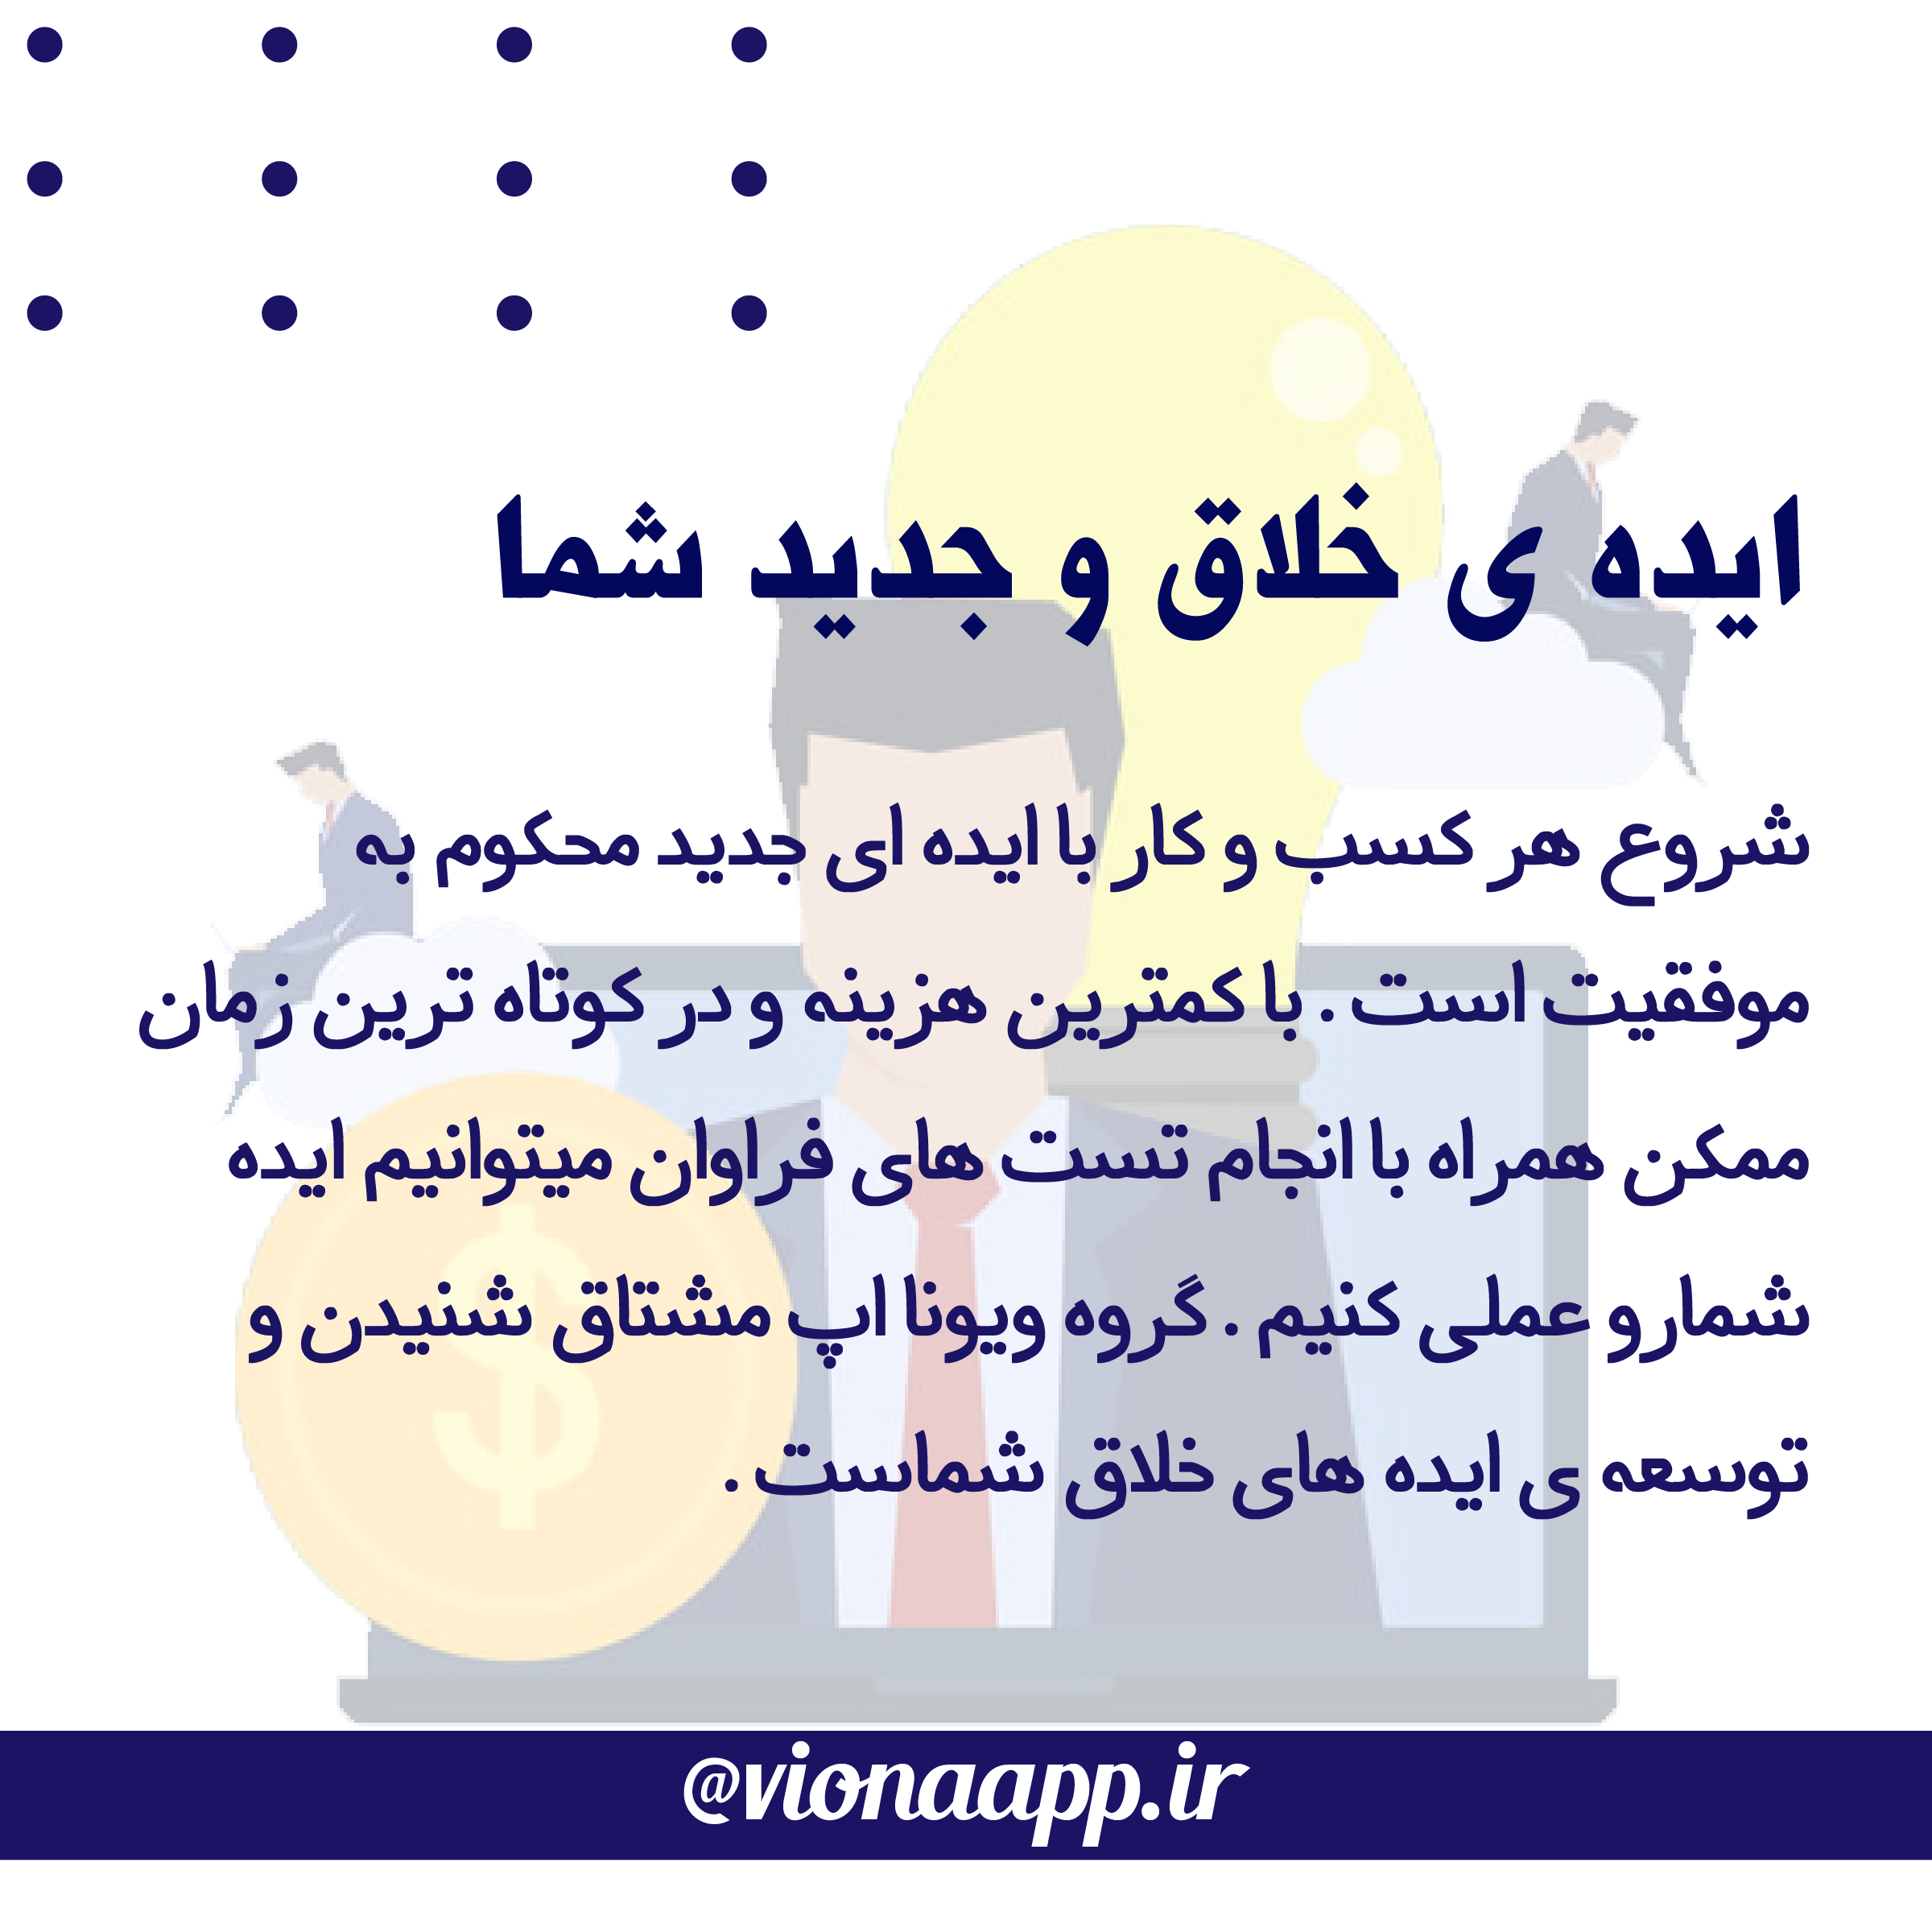 ایده ی خلاق و جدید شما
شروع هر کسب و کار با ایده ای جدید محکوم به
موفقیت است . با کمترین هزینه و در کوتاه ترین زمان
ممکن همراه با انجام تست های فراوان میتوانیم ایده
شمارو عملی کنیم . گروه ویونا اپ مشتاق شنیدن و
توسعه ی ایده های خلاق شماست .
$
@vionaapp.ir